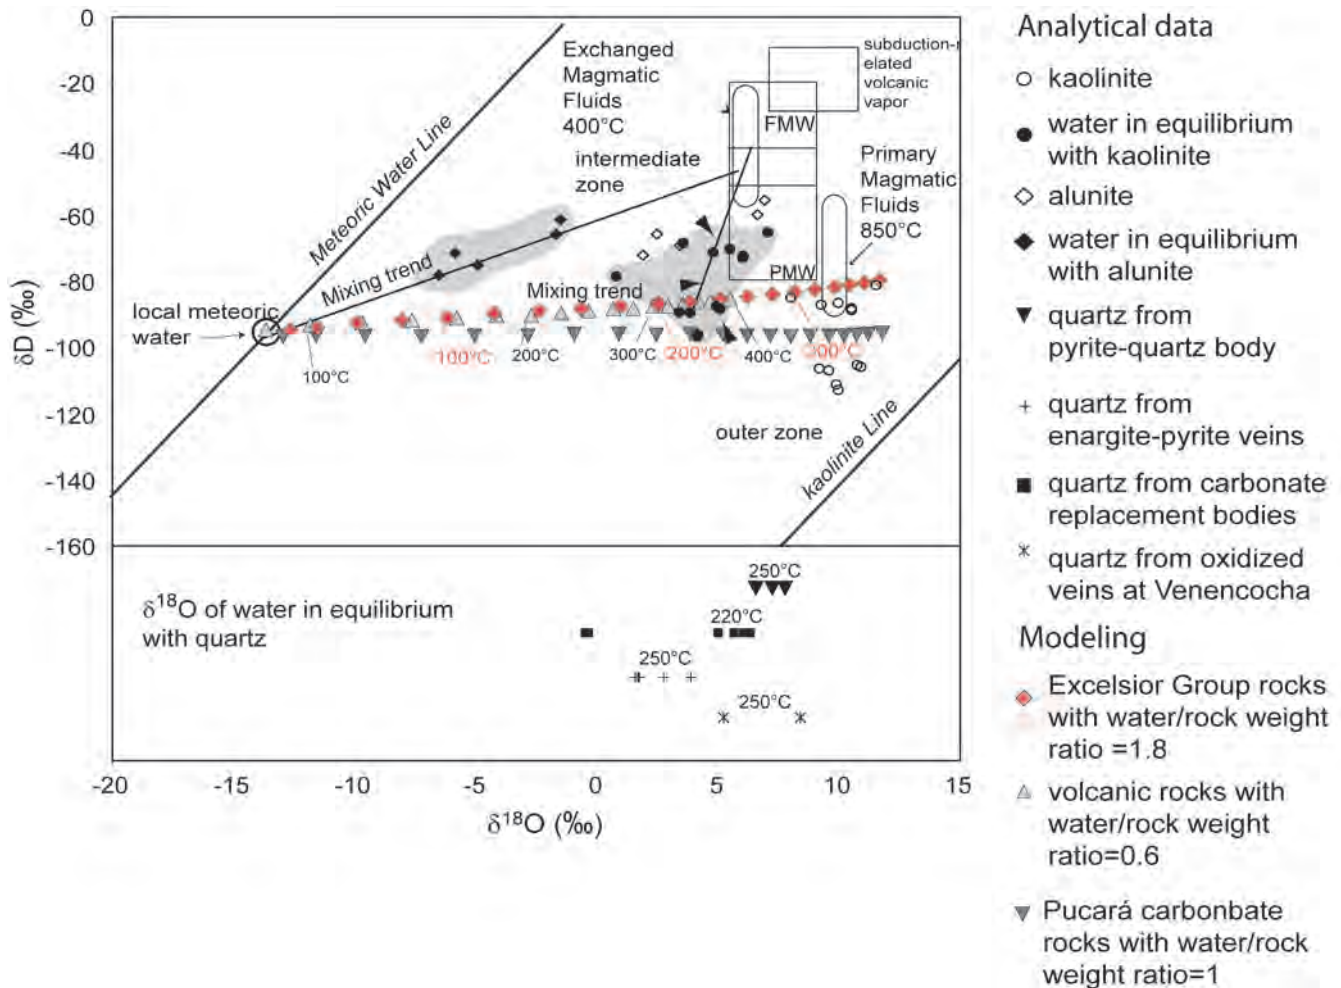 0
-20
-40
-60
-80
-100
-120
-140
-160
δD (‰)
Meteoric Water Line
Exchanged
Magmatic
Fluids
400°C
intermediate
zone
subduction-r
elated
volcanic
vapor
FMW
Primary
Magmatic
Fluids
850°C
PMW
Mixing trend
Mixing trend
local meteoric
water
100°C
100°C
200°C
300°C
200°C
400°C
outer zone
kaolinite Line
δ18O of water in equilibrium
with quartz
250°C
220°C
250°C
250°C
-20
-15
-10
-5
0
5
10
15
δ18O (‰)
Analytical data
kaolinite
water in equilibrium
with kaolinite
alunite
water in equilibrium
with alunite
quartz from
pyrite-quartz body
quartz from
enargite-pyrite veins
quartz from carbonate
replacement bodies
quartz from oxidized
veins at Venencocha
Modeling
Excelsior Group rocks
with water/rock weight
ratio =1.8
volcanic rocks with
water/rock weight
ratio=0.6
Pucará carbonbate
rocks with water/rock
weight ratio=1